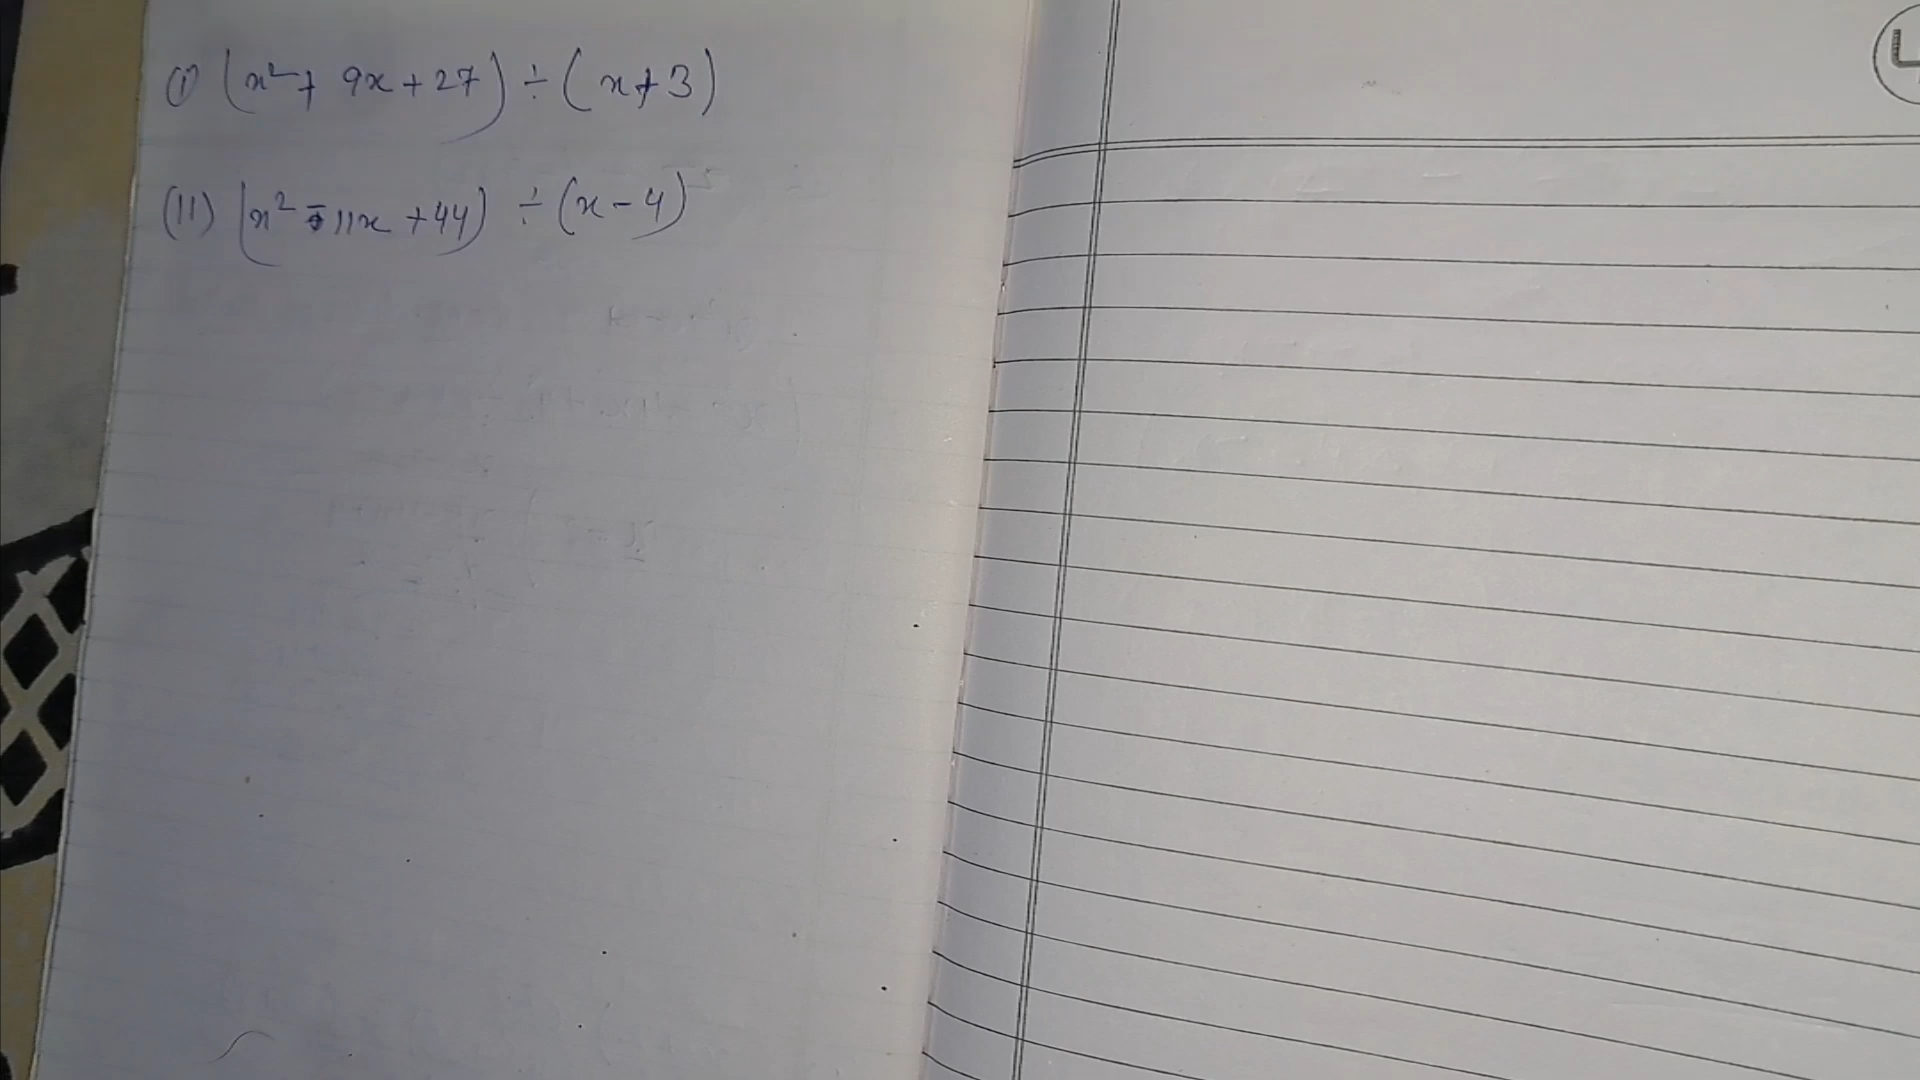 (I) (x² + 9x + 27) ÷ (x + 3)
(II) (x² - 11x + 44) ÷ (x - 4)